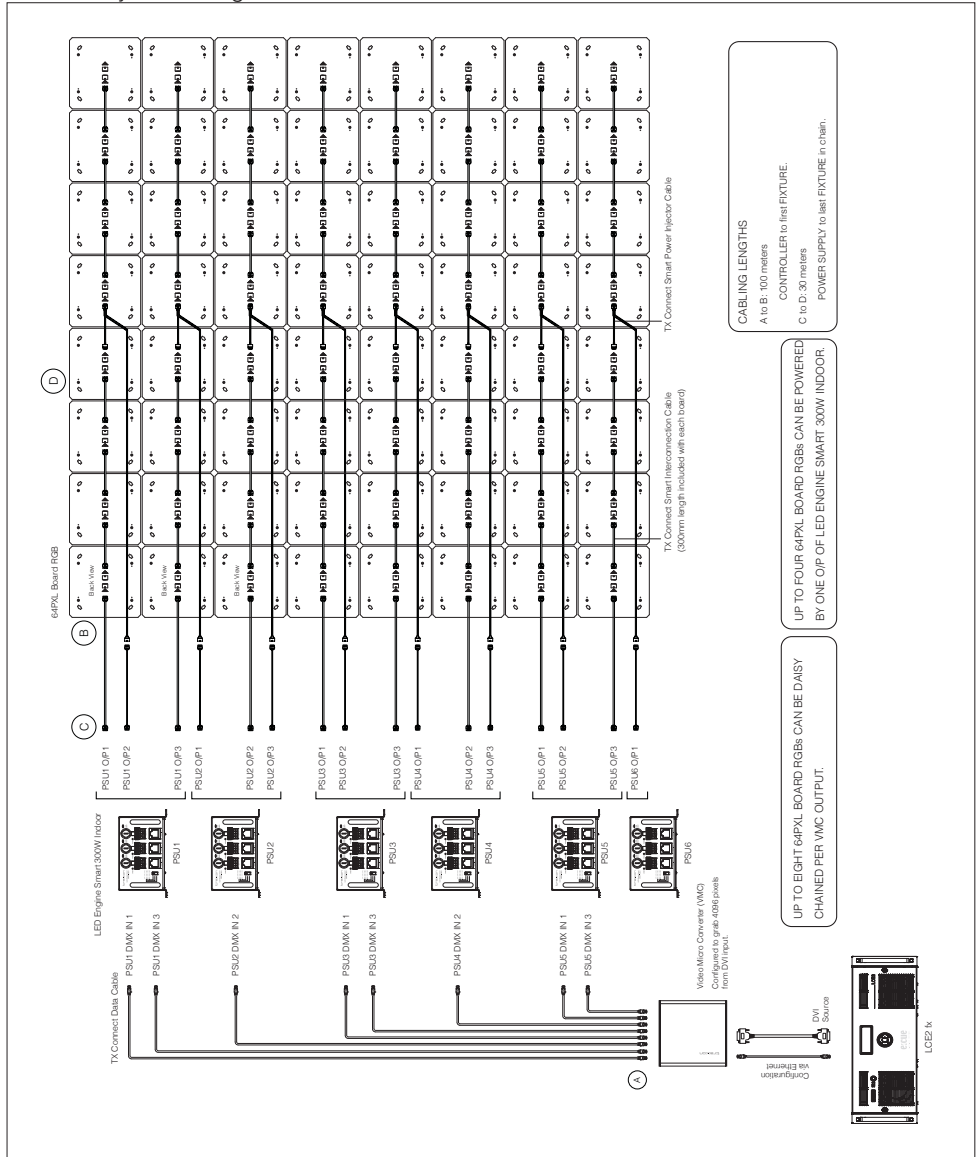 64PXL Board RGB
Back View
Back View
Back View
D
B
C
A
TX Connect Smart Power Injector Cable
TX Connect Smart Interconnection Cable
(300mm length included with each board)
PSU1 O/P1
PSU1 O/P2
PSU1 O/P3
PSU2 O/P1
PSU2 O/P2
PSU2 O/P3
PSU3 O/P1
PSU3 O/P2
PSU3 O/P3
PSU4 O/P1
PSU4 O/P2
PSU4 O/P3
PSU5 O/P1
PSU5 O/P2
PSU5 O/P3
PSU6 O/P1
LED Engine Smart 300W Indoor
PSU1
PSU2
PSU3
PSU4
PSU5
PSU6
TX Connect Data Cable
PSU1 DMX IN 1
PSU1 DMX IN 3
PSU2 DMX IN 2
PSU3 DMX IN 1
PSU3 DMX IN 3
PSU4 DMX IN 2
PSU5 DMX IN 1
PSU5 DMX IN 3
Video Micro Converter (VMC)
Configured to grab 4096 pixels
from DVI input.
Configuration
via Ethernet
DVI
Source
LCE2 fx
CABLING LENGTHS
A to B: 100 meters
CONTROLLER to first FIXTURE.
C to D: 30 meters
POWER SUPPLY to last FIXTURE in chain.
UP TO FOUR 64PXL BOARD RGBs CAN BE POWERED
BY ONE O/P OF LED ENGINE SMART 300W INDOOR.
UP TO EIGHT 64PXL BOARD RGBs CAN BE DAISY
CHAINED PER VMC OUTPUT.